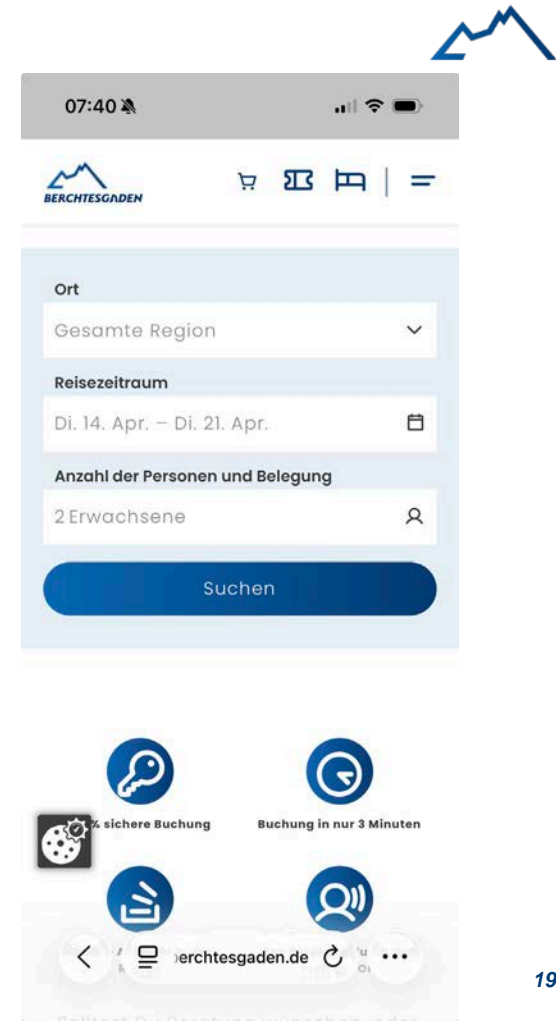 07:40
BERCHTESGADEN
Ort
Gesamte Region
Reisezeitraum
Di. 14. Apr. – Di. 21. Apr.
Anzahl der Personen und Belegung
2 Erwachsene
Suchen
% sichere Buchung
Buchung in nur 3 Minuten
erchtesgaden.de
19